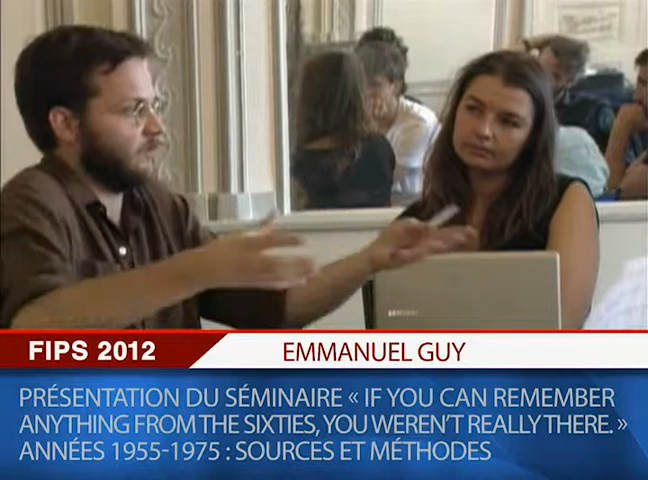 FIPS 2012 EMMANUEL GUY
PRÉSENTATION DU SÉMINAIRE « IF YOU CAN REMEMBER
ANYTHING FROM THE SIXTIES, YOU WEREN'T REALLY THERE. »
ANNÉES 1955-1975 : SOURCES ET MÉTHODES